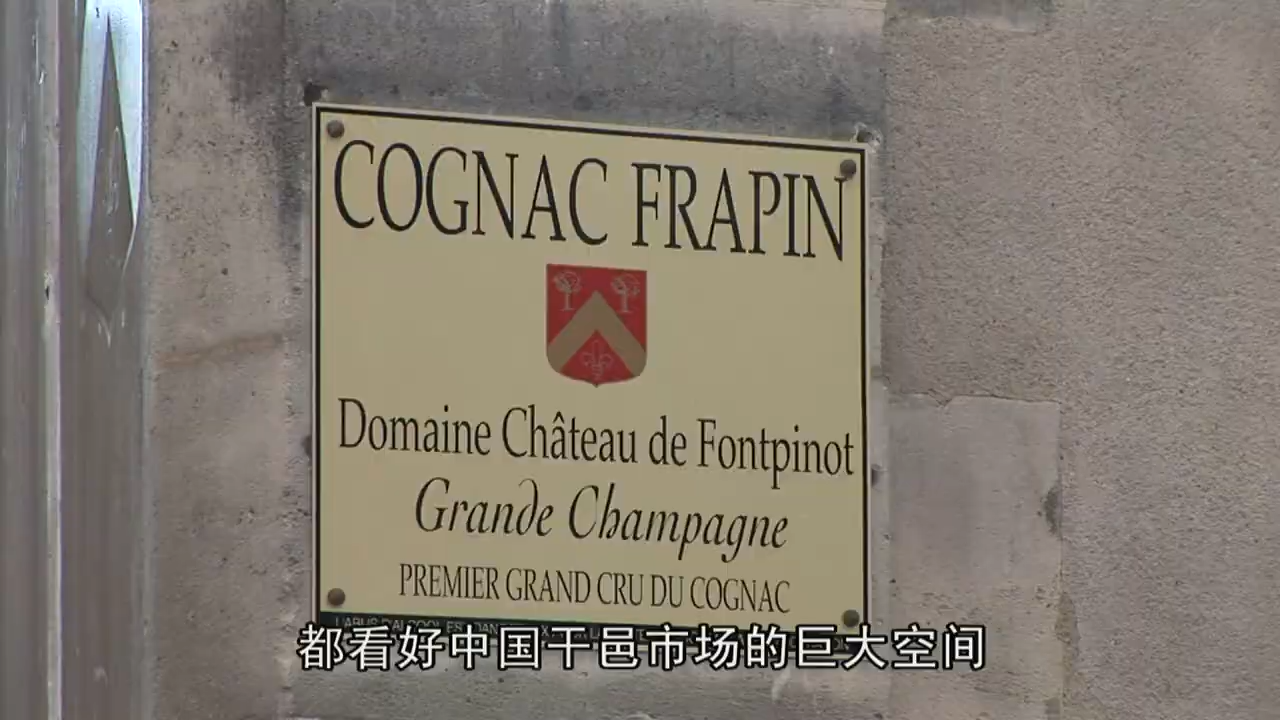 COGNAC FRAPIN
Domaine Château de Fontpinot
Grande Champagne
PREMIER GRAND CRU DU COGNAC
都看好中国干邑市场的巨大空间